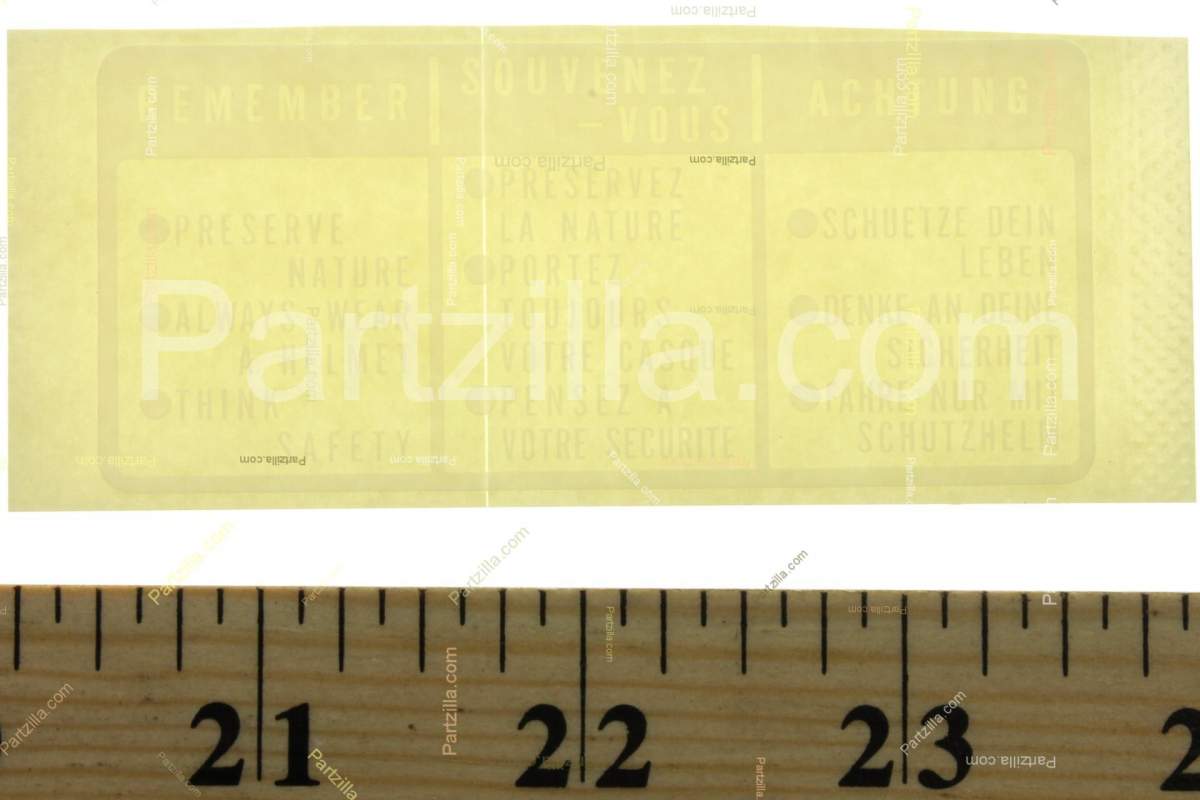 REMEMBER
PRESERVE
NATURE
ALWAYS WEAR
A HELMET
THINK
SAFETY
SOUVENEZ
-VOUS
PRESERVEZ
LA NATURE
PORTEZ
TOUJOURS
VOTRE CASQUE
PENSEZ A
VOTRE SECURITE
ACHTUNG
SCHUETZE DEIN
LEBEN
DENKE AN DEINE
SICHERHEIT
FAHRE NUR MIT
SCHUTZHELM
Partzilla.com
21 22 23